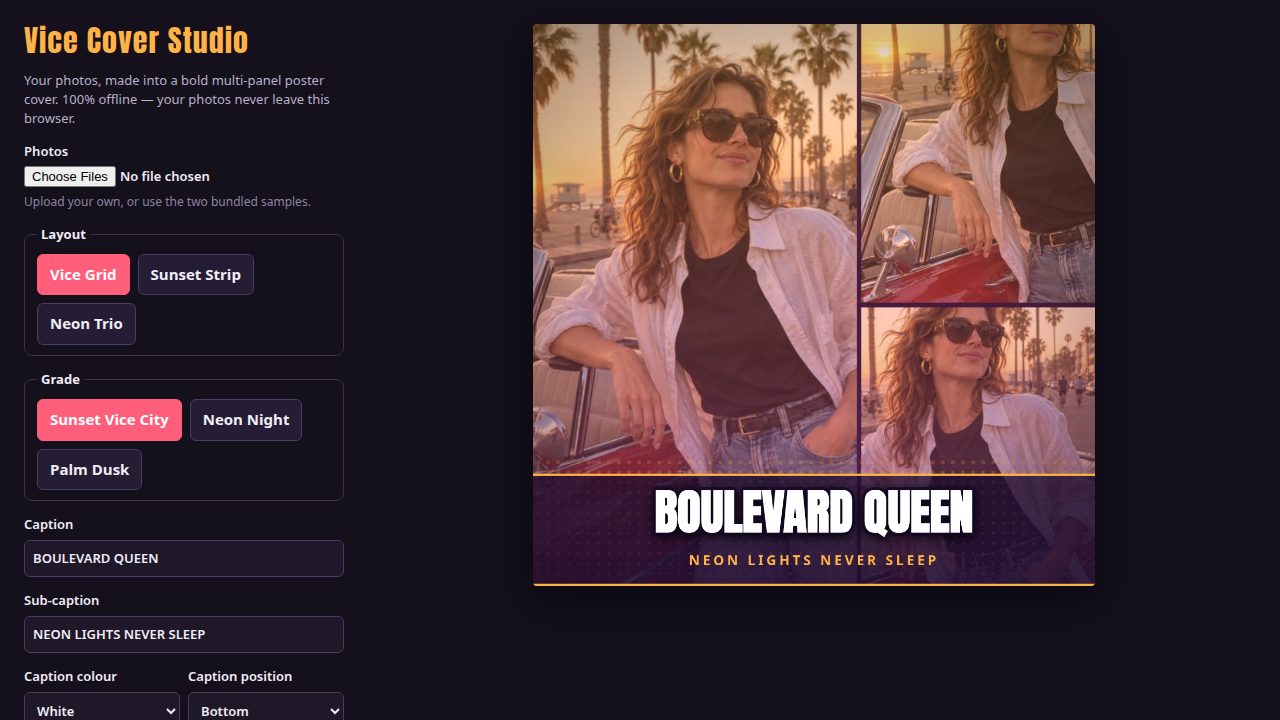 Vice Cover Studio
Your photos, made into a bold multi-panel poster
cover. 100% offline — your photos never leave this
browser.
Photos
Choose Files No file chosen
Upload your own, or use the two bundled samples.
Layout
Vice Grid Sunset Strip
Neon Trio
Grade
Sunset Vice City Neon Night
Palm Dusk
Caption
BOULEVARD QUEEN
Sub-caption
NEON LIGHTS NEVER SLEEP
Caption colour Caption position
White Bottom
BOULEVARD QUEEN
NEON LIGHTS NEVER SLEEP